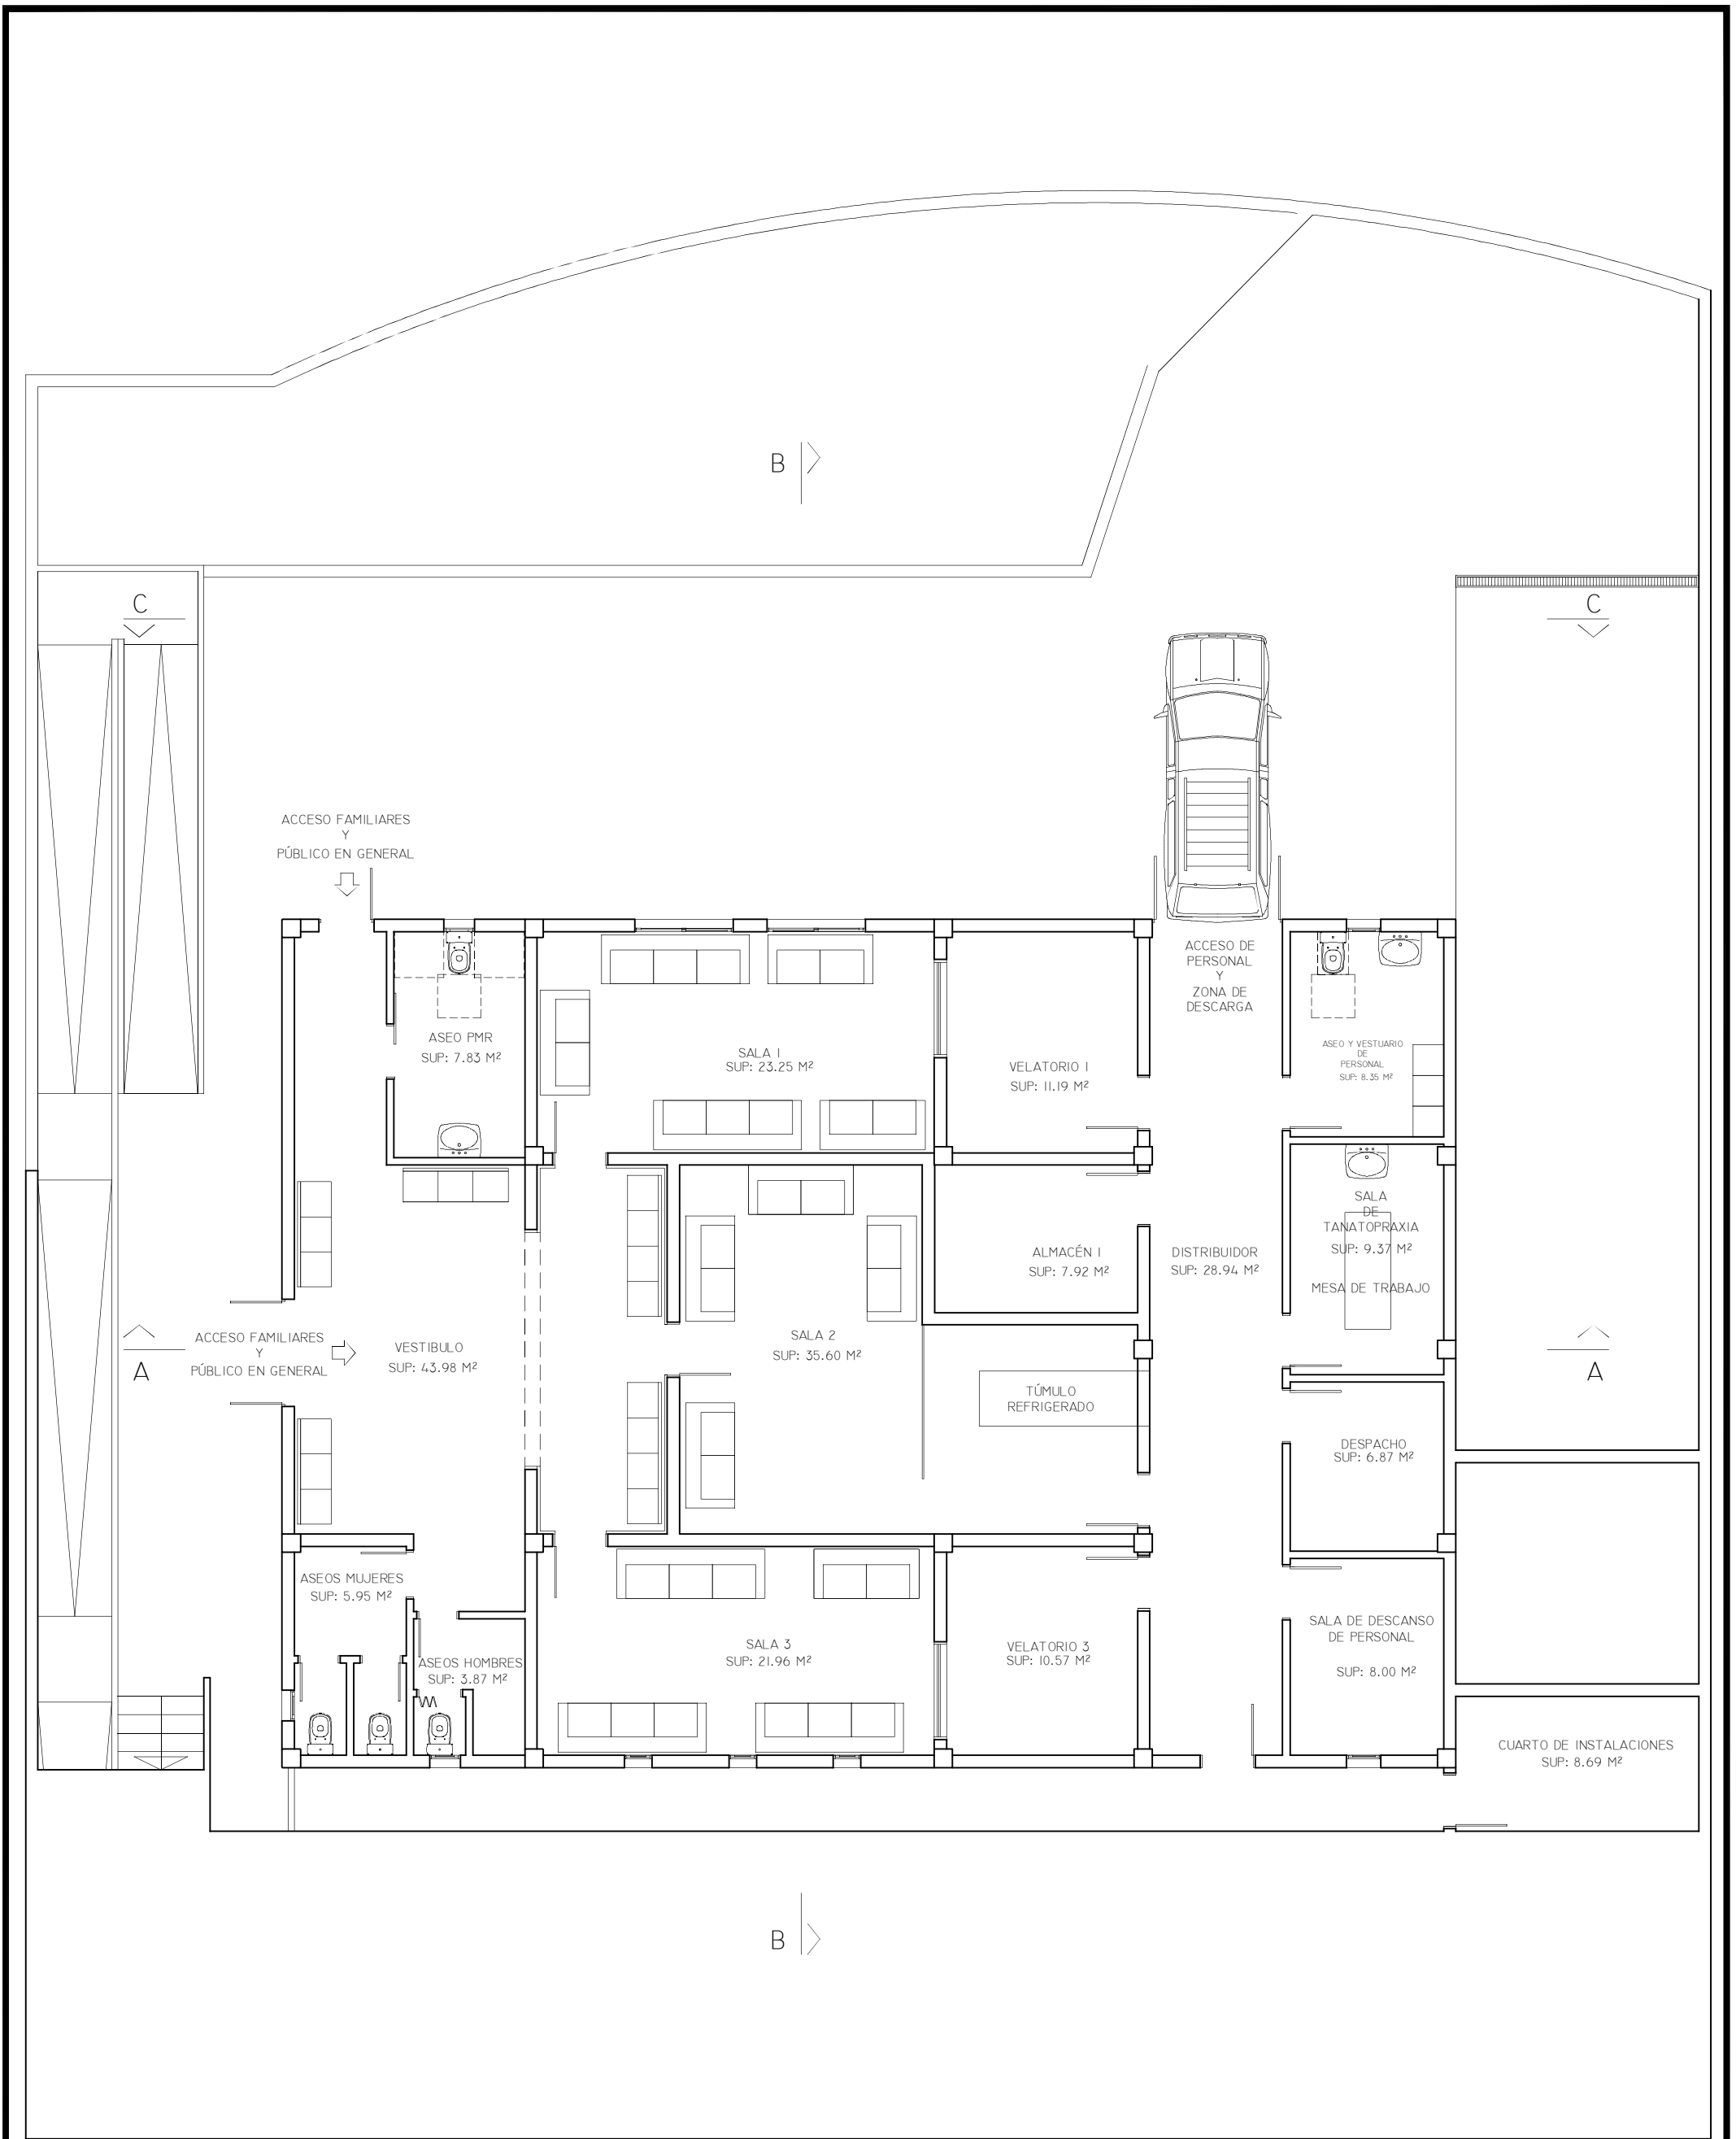 B
C
C
ACCESO FAMILIARES
Y
PÚBLICO EN GENERAL
ACCESO DE
PERSONAL
Y
ZONA DE
DESCARGA
ASEO PMR
SUP: 7.83 M²
SALA 1
SUP: 23.25 M²
VELATORIO 1
SUP: 11.19 M²
ASEO Y VESTUARIO
DE
PERSONAL
SUP: 8.35 M²
SALA
DE
TANATOPRAXIA
SUP: 9.37 M²
MESA DE TRABAJO
ALMACÉN 1
SUP: 7.92 M²
DISTRIBUIDOR
SUP: 28.94 M²
A
ACCESO FAMILIARES
Y
PÚBLICO EN GENERAL
VESTIBULO
SUP: 43.98 M²
SALA 2
SUP: 35.60 M²
A
TÚMULO
REFRIGERADO
DESPACHO
SUP: 6.87 M²
ASEOS MUJERES
SUP: 5.95 M²
ASEOS HOMBRES
SUP: 3.87 M²
SALA 3
SUP: 21.96 M²
VELATORIO 3
SUP: 10.57 M²
SALA DE DESCANSO
DE PERSONAL
SUP: 8.00 M²
CUARTO DE INSTALACIONES
SUP: 8.69 M²
B